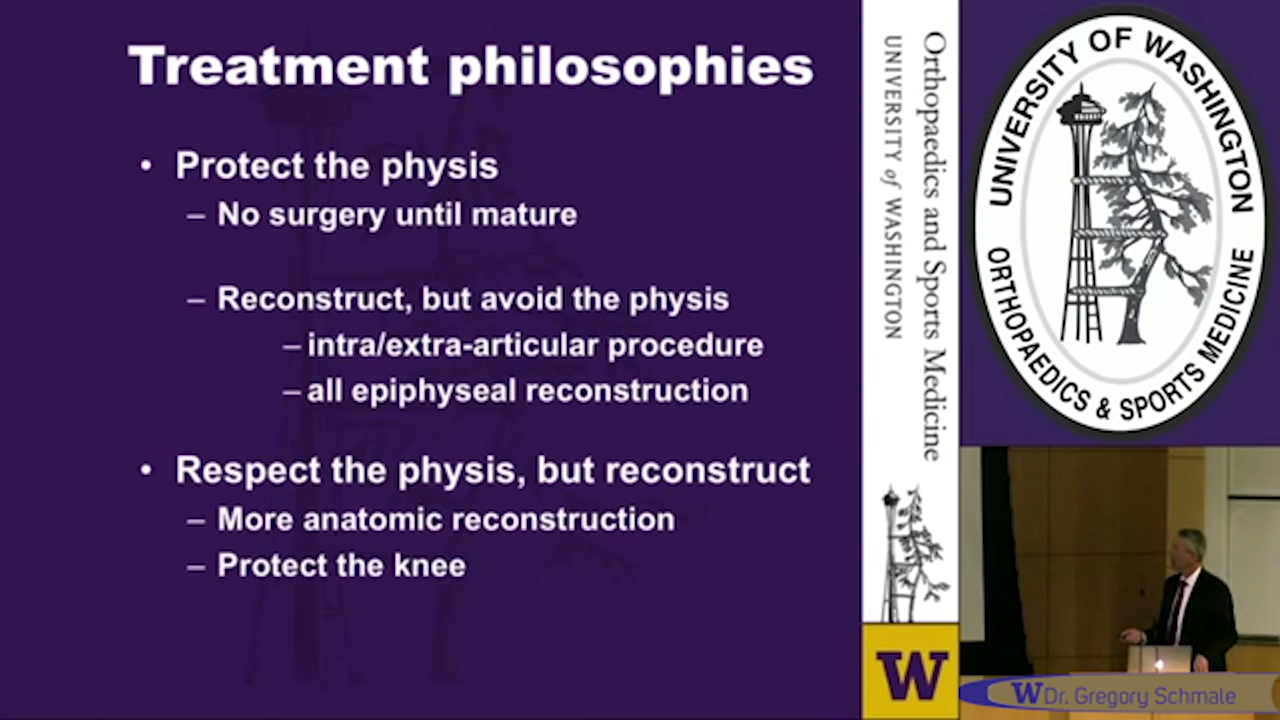 Treatment philosophies
• Protect the physis
– No surgery until mature
– Reconstruct, but avoid the physis
– intra/extra-articular procedure
– all epiphyseal reconstruction
• Respect the physis, but reconstruct
– More anatomic reconstruction
– Protect the knee
Orthopaedics and Sports Medicine
UNIVERSITY of WASHINGTON
W
UNIVERSITY OF WASHINGTON
ORTHOPAEDICS & SPORTS MEDICINE
W Dr. Gregory Schmale